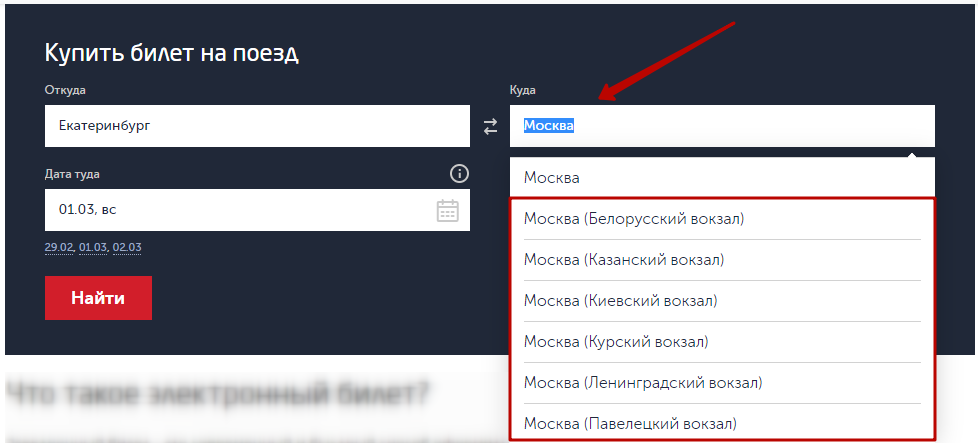 Купить билет на поезд
Откуда
Куда
Екатеринбург
Москва
Дата туда
01.03, вс
29.02, 01.03, 02.03
Найти
Москва
Москва (Белорусский вокзал)
Москва (Казанский вокзал)
Москва (Киевский вокзал)
Москва (Курский вокзал)
Москва (Ленинградский вокзал)
Москва (Павелецкий вокзал)
Что такое электронный билет?